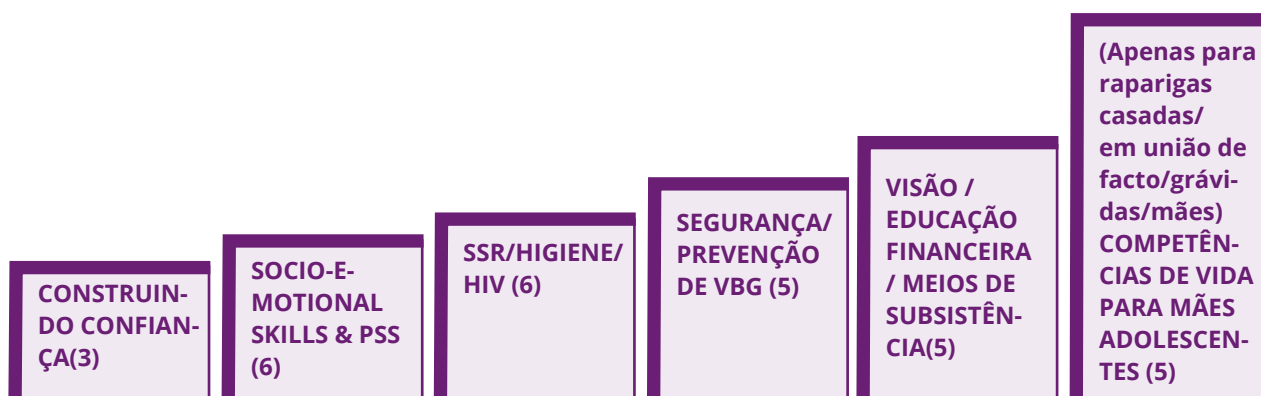 CONSTRUIN-
DO CONFIAN-
ÇA(3)
SOCIO-E-
MOTIONAL
SKILLS & PSS
(6)
SSR/HIGIENE/
HIV (6)
SEGURANÇA/
PREVENÇÃO
DE VBG (5)
VISÃO /
EDUCAÇÃO
FINANCEIRA
/ MEIOS DE
SUBSISTÊN-
CIA(5)
(Apenas para
raparigas
casadas/
em união de
facto/grávi-
das/mães)
COMPETÊN-
CIAS DE VIDA
PARA MÃES
ADOLESCEN-
TES (5)